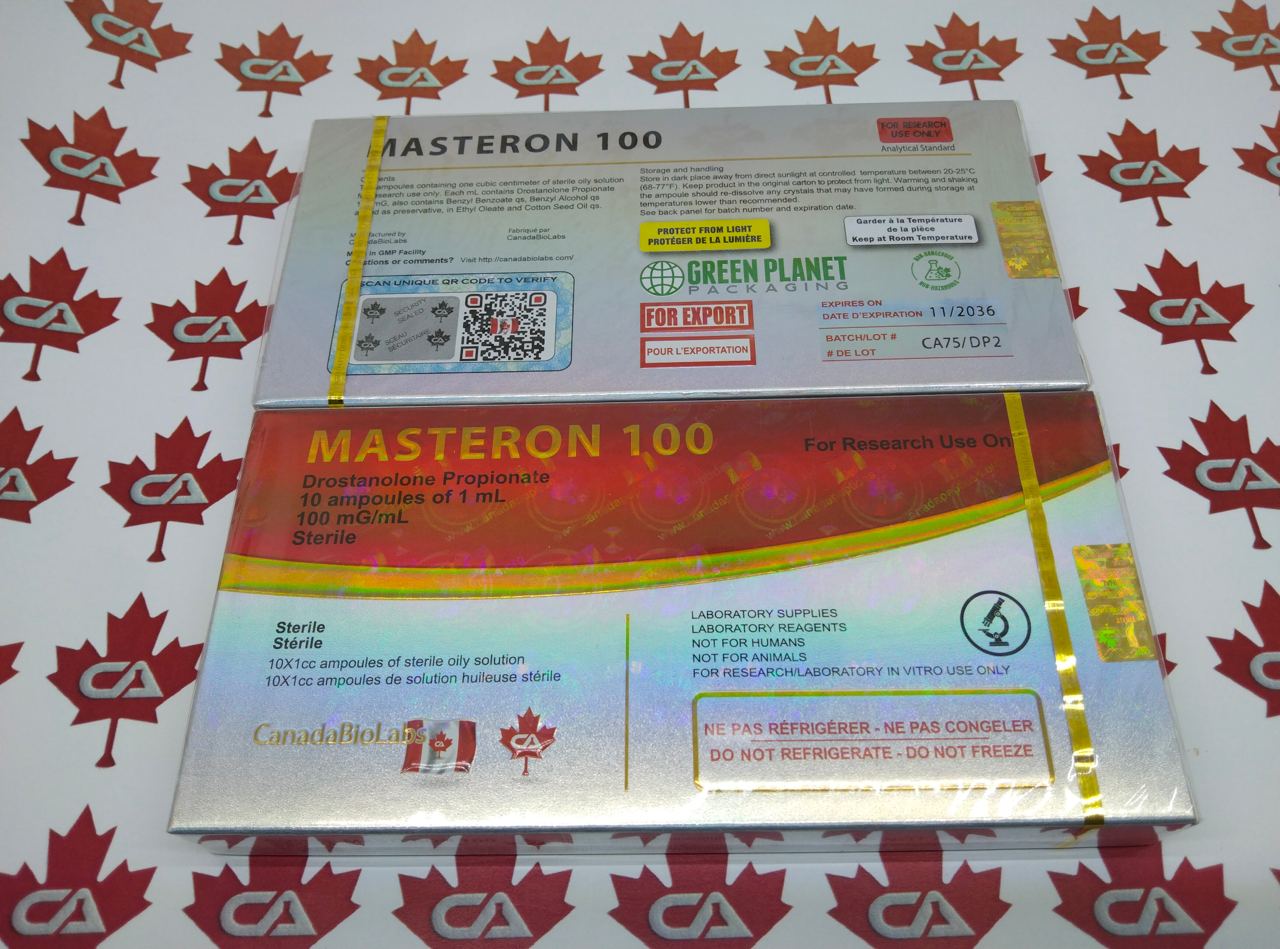 MASTERON 100
FOR RESEARCH
USE ONLY
Analytical Standard
ampoules containing one cubic centimeter of sterile oily solution
research use only. Each mL contains Drostanolone Propionate
mG, also contains Benzyl Benzoate qs, Benzyl Alcohol qs
as preservative, in Ethyl Oleate and Cotton Seed Oil qs.
Storage and handling
Store in dark place away from direct sunlight at controlled temperature between 20-25°C
(68-77°F). Keep product in the original carton to protect from light. Warming and shaking
the ampoule should re-dissolve any crystals that may have formed during storage at
temperatures lower than recommended.
See back panel for batch number and expiration date.
CanadaBioLabs
Fabriqué par
CanadaBioLabs
in GMP Facility
or comments? Visit http://canadabiolabs.com/
SCAN UNIQUE QR CODE TO VERIFY
SECURITY
SEALED
SCEAU
SÉCURITAIRE
PROTECT FROM LIGHT
PROTÉGER DE LA LUMIÈRE
Garder à la Température
de la pièce
Keep at Room Temperature
GREEN PLANET
PACKAGING
NON-DANGEROUS
NON-HAZARDOUS
FOR EXPORT
POUR L'EXPORTATION
EXPIRES ON
DATE D'EXPIRATION 11/2036
BATCH/LOT #
# DE LOT
CA75/DP2
MASTERON 100
For Research Use On
Drostanolone Propionate
10 ampoules of 1 mL
100 mG/mL
Sterile
Sterile
Stérile
10X1cc ampoules of sterile oily solution
10X1cc ampoules de solution huileuse stérile
CanadaBioLabs
CA
LABORATORY SUPPLIES
LABORATORY REAGENTS
NOT FOR HUMANS
NOT FOR ANIMALS
FOR RESEARCH/LABORATORY IN VITRO USE ONLY
NE PAS RÉFRIGÉRER - NE PAS CONGELER
DO NOT REFRIGERATE - DO NOT FREEZE